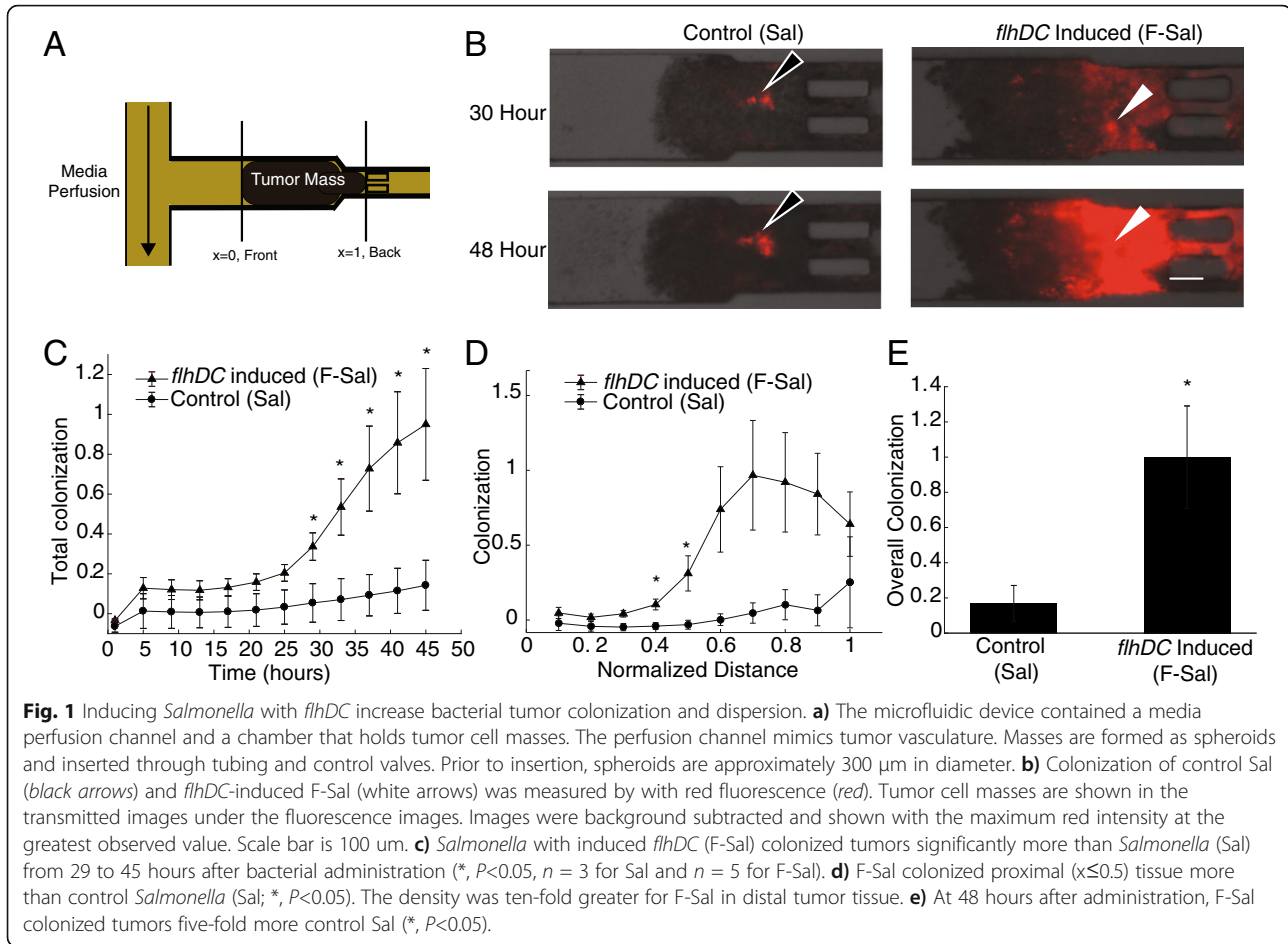 A
Media
Perfusion
Tumor Mass
x=0, Front
x=1, Back
B
Control (Sal)
flhDC Induced (F-Sal)
30 Hour
48 Hour
C
Total colonization
1.2
1
0.8
0.6
0.4
0.2
0
flhDC induced (F-Sal)
Control (Sal)
* * * * *
0 5 10 15 20 25 30 35 40 45 50
Time (hours)
D
Colonization
1.5
1
0.5
0
flhDC induced (F-Sal)
Control (Sal)
* *
0 0.2 0.4 0.6 0.8 1
Normalized Distance
E
Overall Colonization
1.4
1.2
1
0.8
0.6
0.4
0.2
0
*
Control
(Sal)
flhDC Induced
(F-Sal)
Fig. 1 Inducing Salmonella with flhDC increase bacterial tumor colonization and dispersion. a) The microfluidic device contained a media
perfusion channel and a chamber that holds tumor cell masses. The perfusion channel mimics tumor vasculature. Masses are formed as spheroids
and inserted through tubing and control valves. Prior to insertion, spheroids are approximately 300 μm in diameter. b) Colonization of control Sal
(black arrows) and flhDC-induced F-Sal (white arrows) was measured by with red fluorescence (red). Tumor cell masses are shown in the
transmitted images under the fluorescence images. Images were background subtracted and shown with the maximum red intensity at the
greatest observed value. Scale bar is 100 um. c) Salmonella with induced flhDC (F-Sal) colonized tumors significantly more than Salmonella (Sal)
from 29 to 45 hours after bacterial administration (*, P<0.05, n = 3 for Sal and n = 5 for F-Sal). d) F-Sal colonized proximal (x≤0.5) tissue more
than control Salmonella (Sal; *, P<0.05). The density was ten-fold greater for F-Sal in distal tumor tissue. e) At 48 hours after administration, F-Sal
colonized tumors five-fold more control Sal (*, P<0.05).